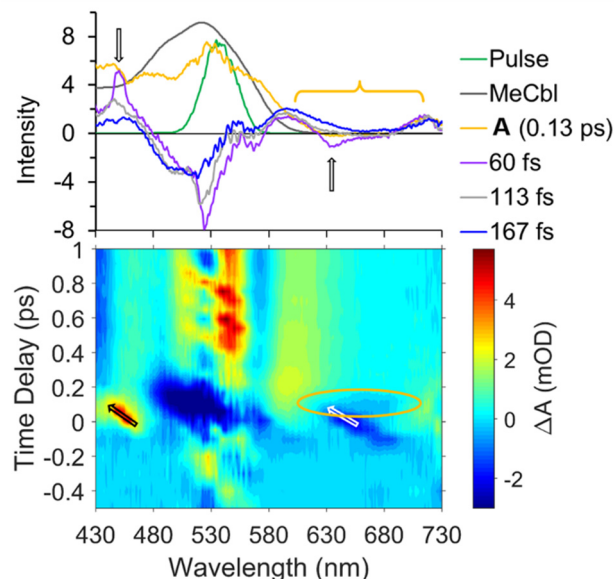 8
4
0
-4
-8
Intensity
Pulse
MeCbl
A (0.13 ps)
60 fs
113 fs
167 fs
1
0.8
0.6
0.4
0.2
0
-0.2
-0.4
Time Delay (ps)
430 480 530 580 630 680 730
Wavelength (nm)
4
2
0
-2
ΔA (mOD)